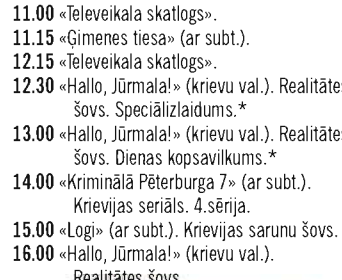 11.00 «Televeikala skatlogs».
11.15 «Ģimenes tiesa» (ar subt.).
12.15 «Televeikala skatlogs».
12.30 «Hallo, Jūrmala!» (krievu val.). Realitātes
šovs. Speciālizlaidums.*
13.00 «Hallo, Jūrmala!» (krievu val.). Realitātes
šovs. Dienas kopsavilkums.*
14.00 «Kriminālā Pēterburga 7» (ar subt.).
Krievijas seriāls. 4.sērija.
15.00 «Logi» (ar subt.). Krievijas sarunu šovs.
16.00 «Hallo, Jūrmala!» (krievu val.).
Realitātes šovs